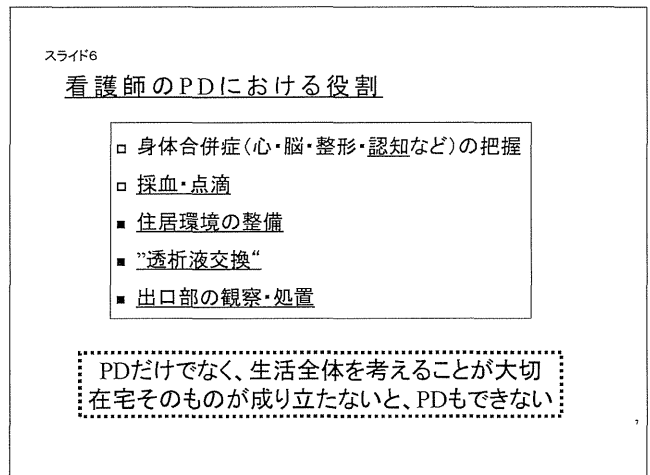 スライド6
看護師のPDにおける役割
□ 身体合併症(心・脳・整形・認知など)の把握
□ 採血・点滴
■ 住居環境の整備
■ ”透析液交換“
■ 出口部の観察・処置
PDだけでなく、生活全体を考えることが大切
在宅そのものが成り立たないと、PDもできない
7